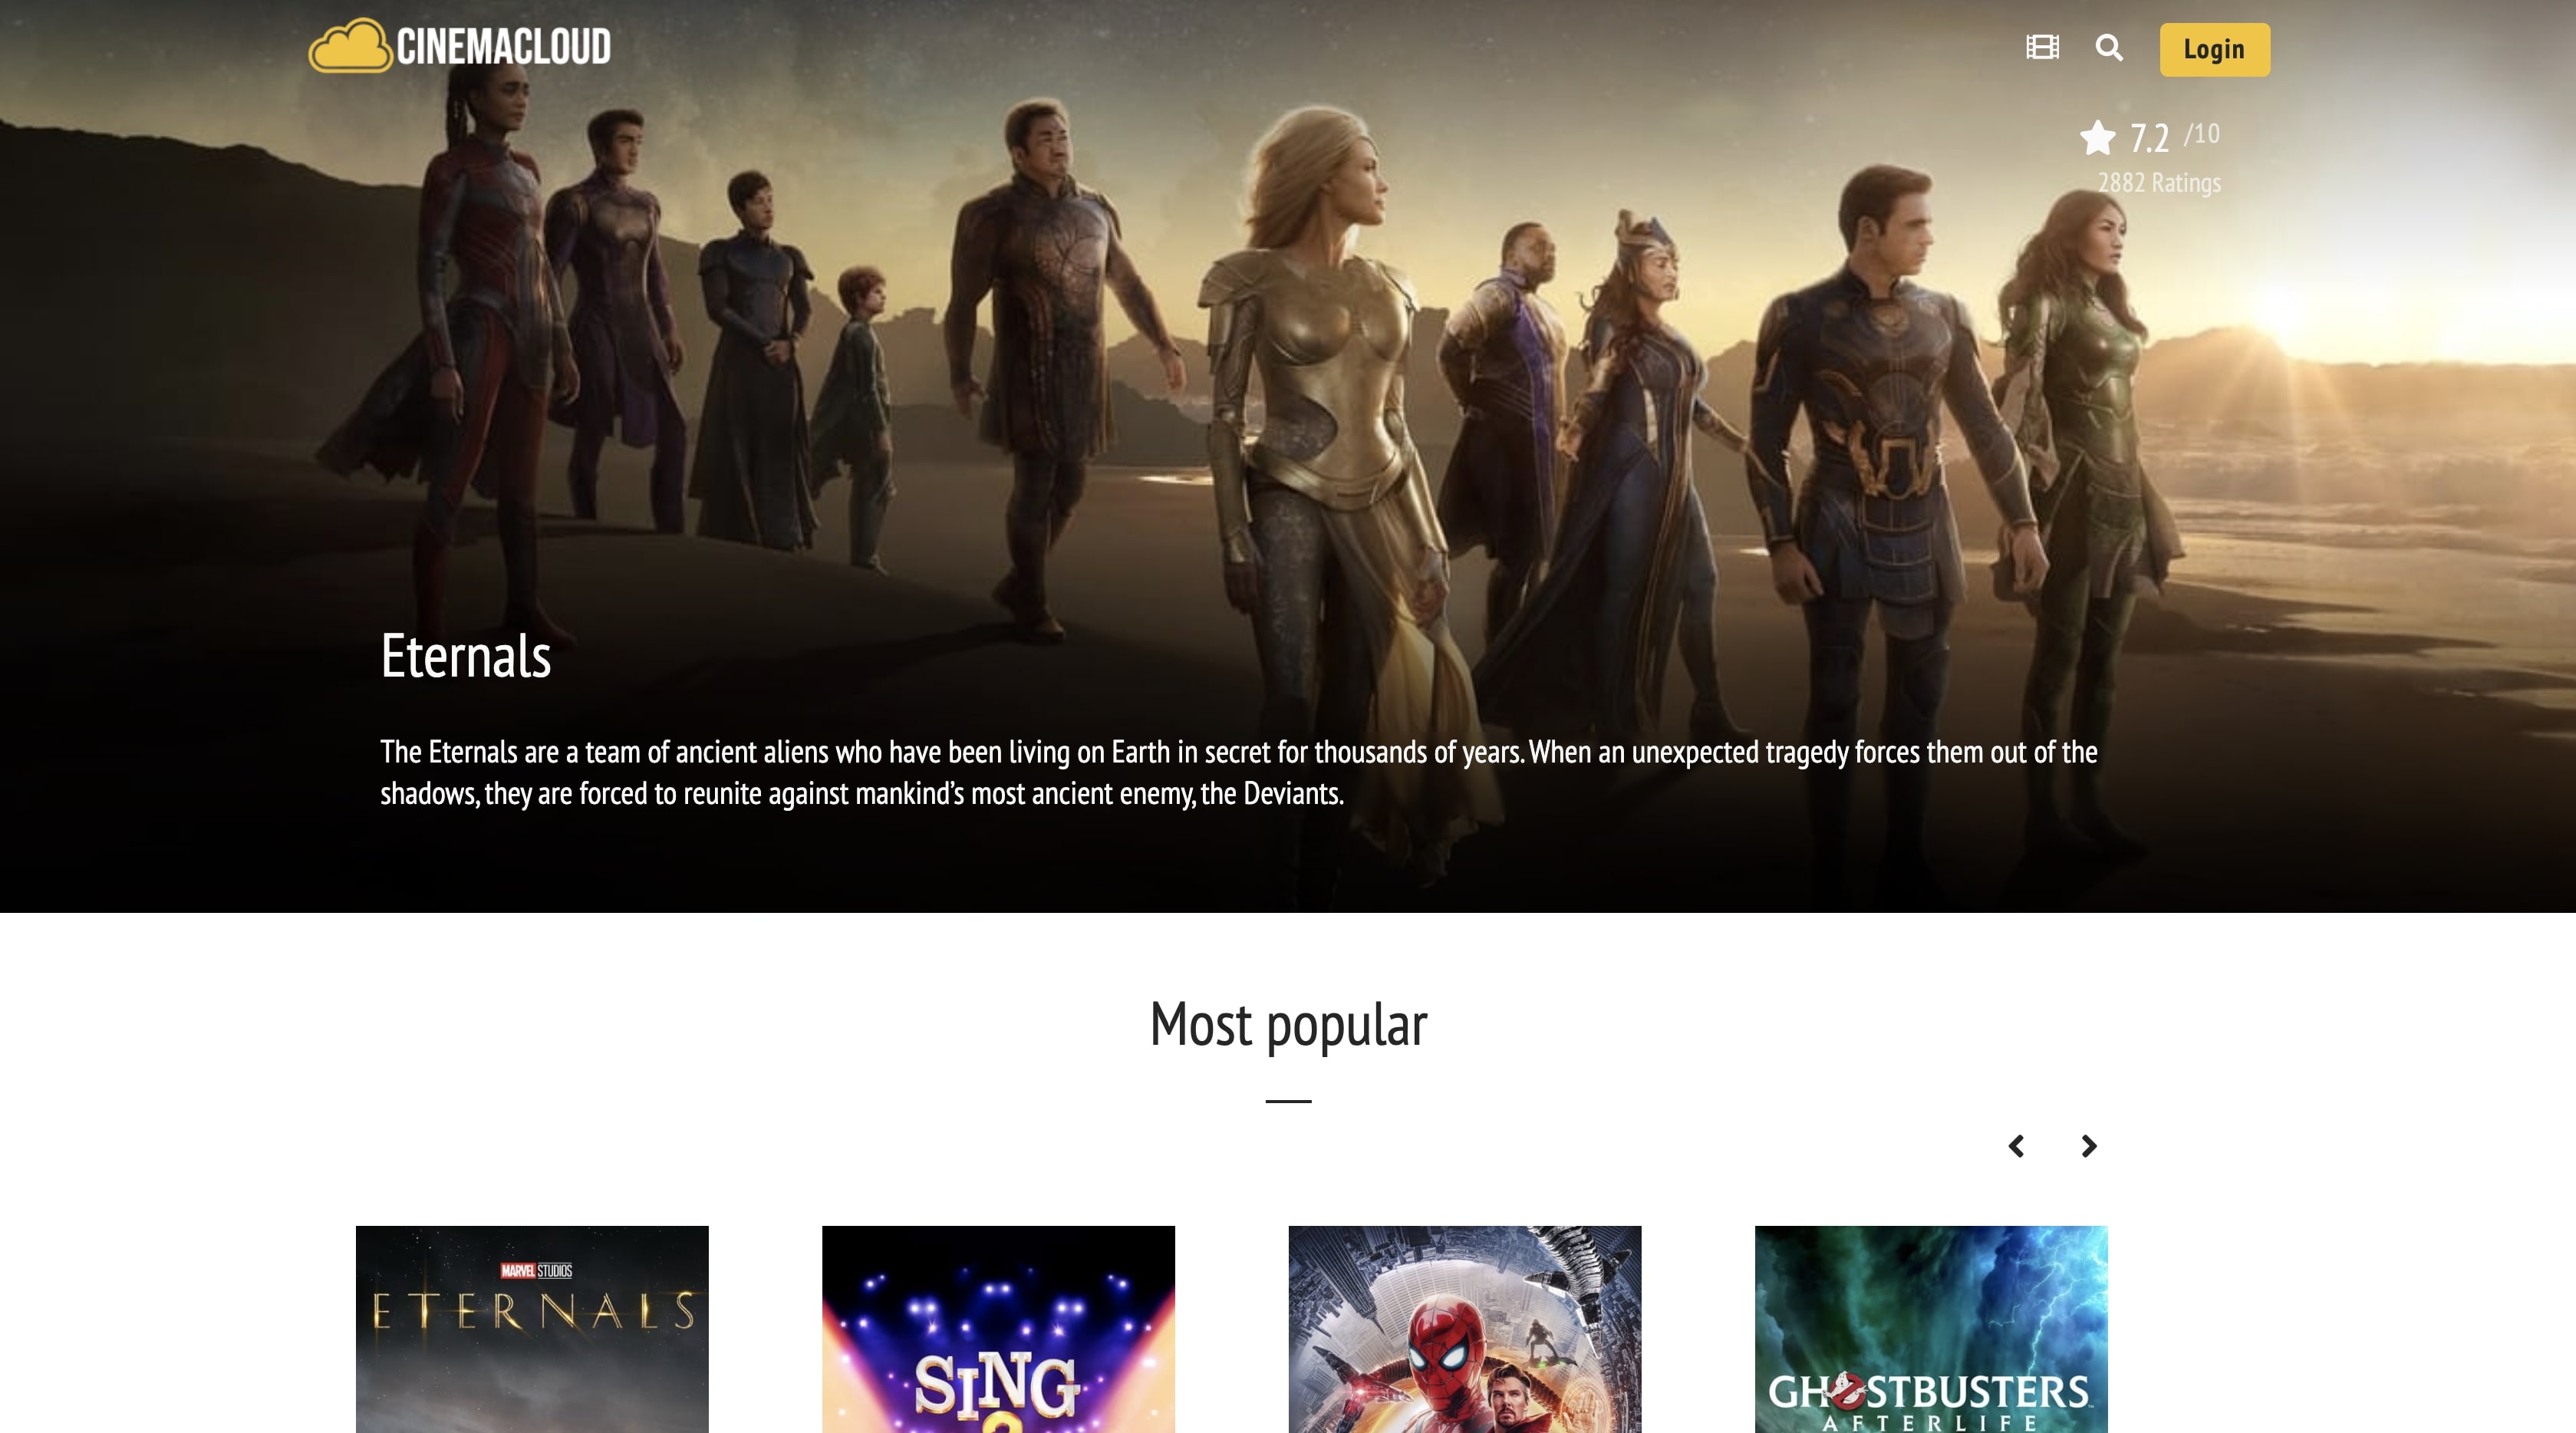 CINEMACLOUD
Login
7.2 /10
2882 Ratings
Eternals
The Eternals are a team of ancient aliens who have been living on Earth in secret for thousands of years. When an unexpected tragedy forces them out of the
shadows, they are forced to reunite against mankind’s most ancient enemy, the Deviants.
Most popular
MARVEL STUDIOS
ETERNALS
SING
2
GHOSTBUSTERS
AFTERLIFE